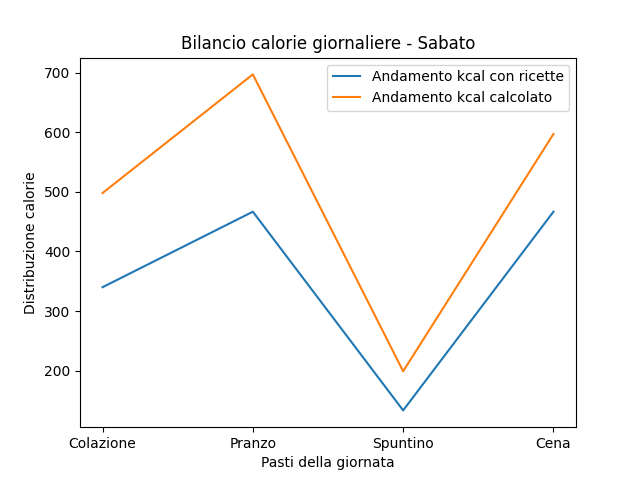 Bilancio calorie giornaliere - Sabato
Andamento kcal con ricette
Andamento kcal calcolato
Distribuzione calorie
700
600
500
400
300
200
Colazione Pranzo Spuntino Cena
Pasti della giornata